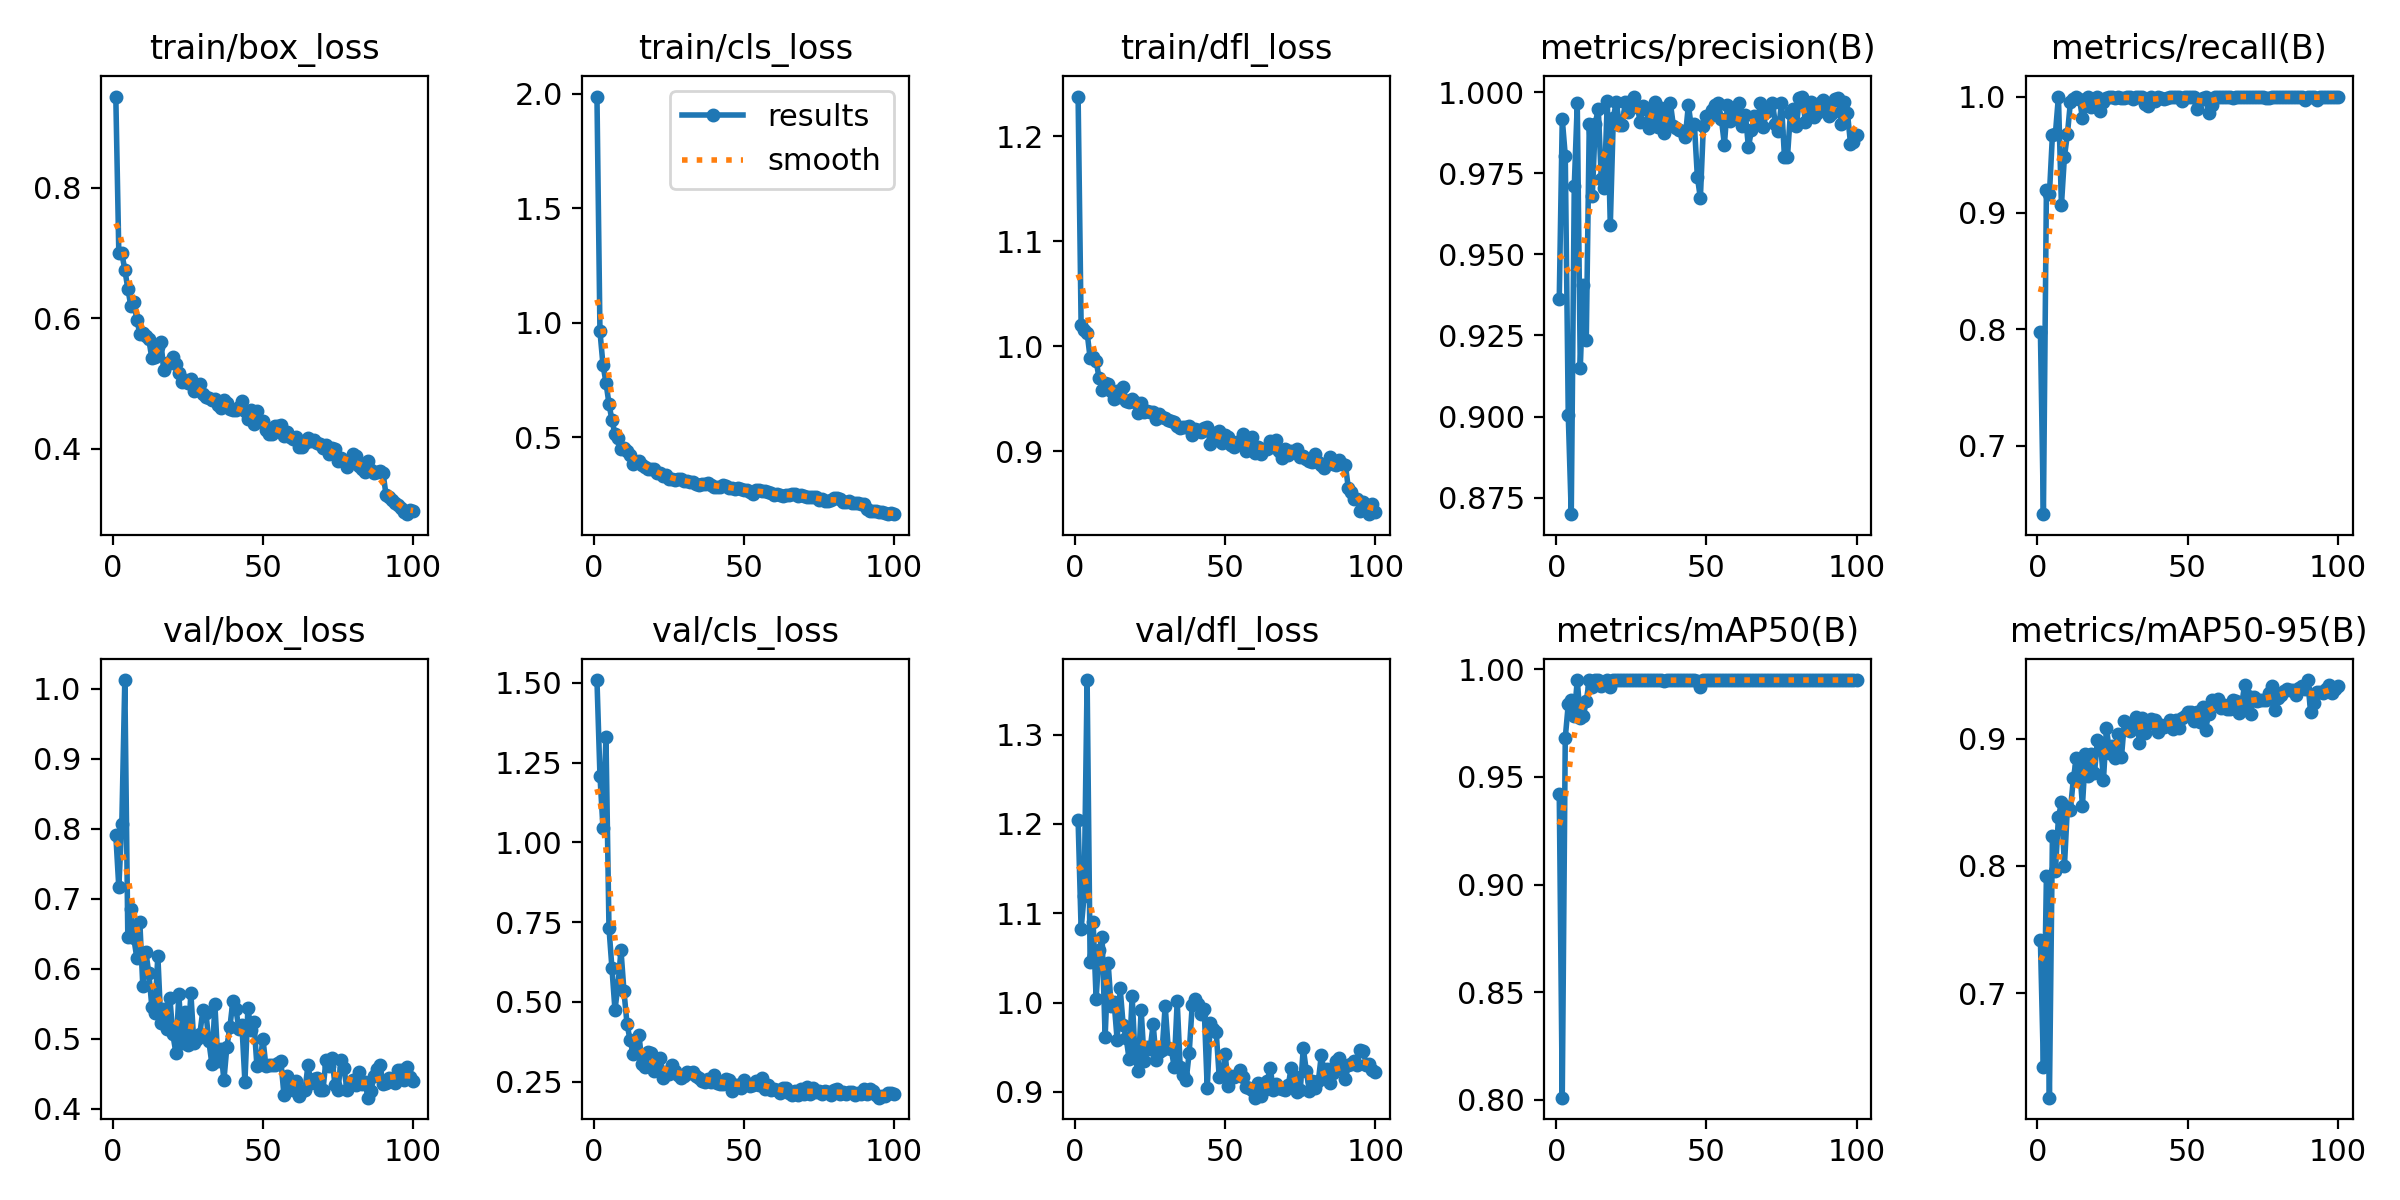 train/box_loss
0.8
0.6
0.4
0 50 100
train/cls_loss
2.0
1.5
1.0
0.5
results
smooth
0 50 100
train/dfl_loss
1.2
1.1
1.0
0.9
0 50 100
metrics/precision(B)
1.000
0.975
0.950
0.925
0.900
0.875
0 50 100
metrics/recall(B)
1.0
0.9
0.8
0.7
0 50 100
val/box_loss
1.0
0.9
0.8
0.7
0.6
0.5
0.4
0 50 100
val/cls_loss
1.50
1.25
1.00
0.75
0.50
0.25
0 50 100
val/dfl_loss
1.3
1.2
1.1
1.0
0.9
0 50 100
metrics/mAP50(B)
1.00
0.95
0.90
0.85
0.80
0 50 100
metrics/mAP50-95(B)
0.9
0.8
0.7
0 50 100